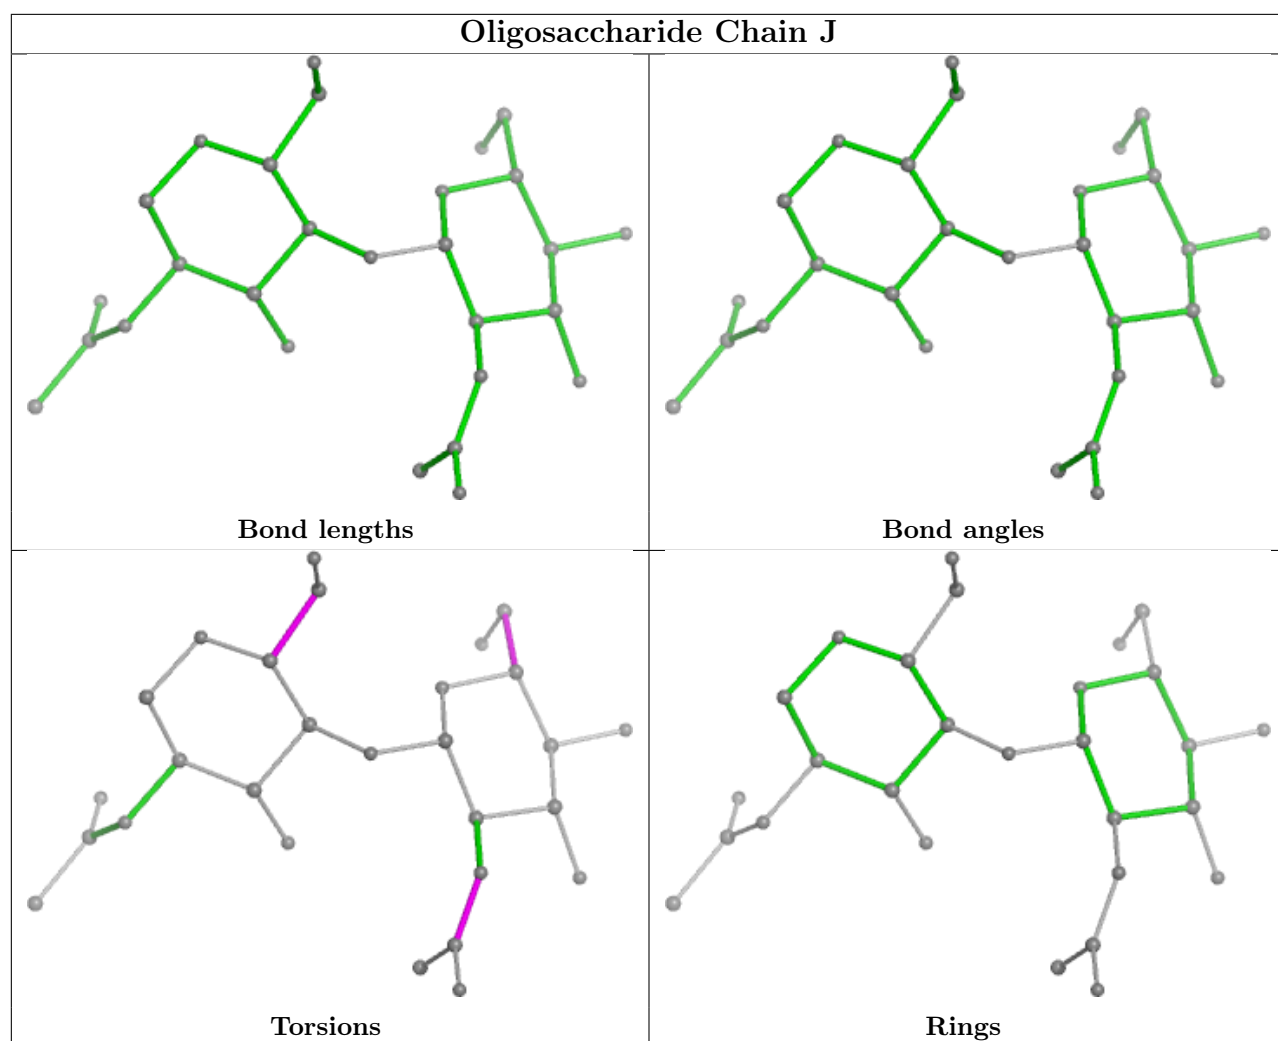 Oligosaccharide Chain J
Bond lengths
Bond angles
Torsions
Rings